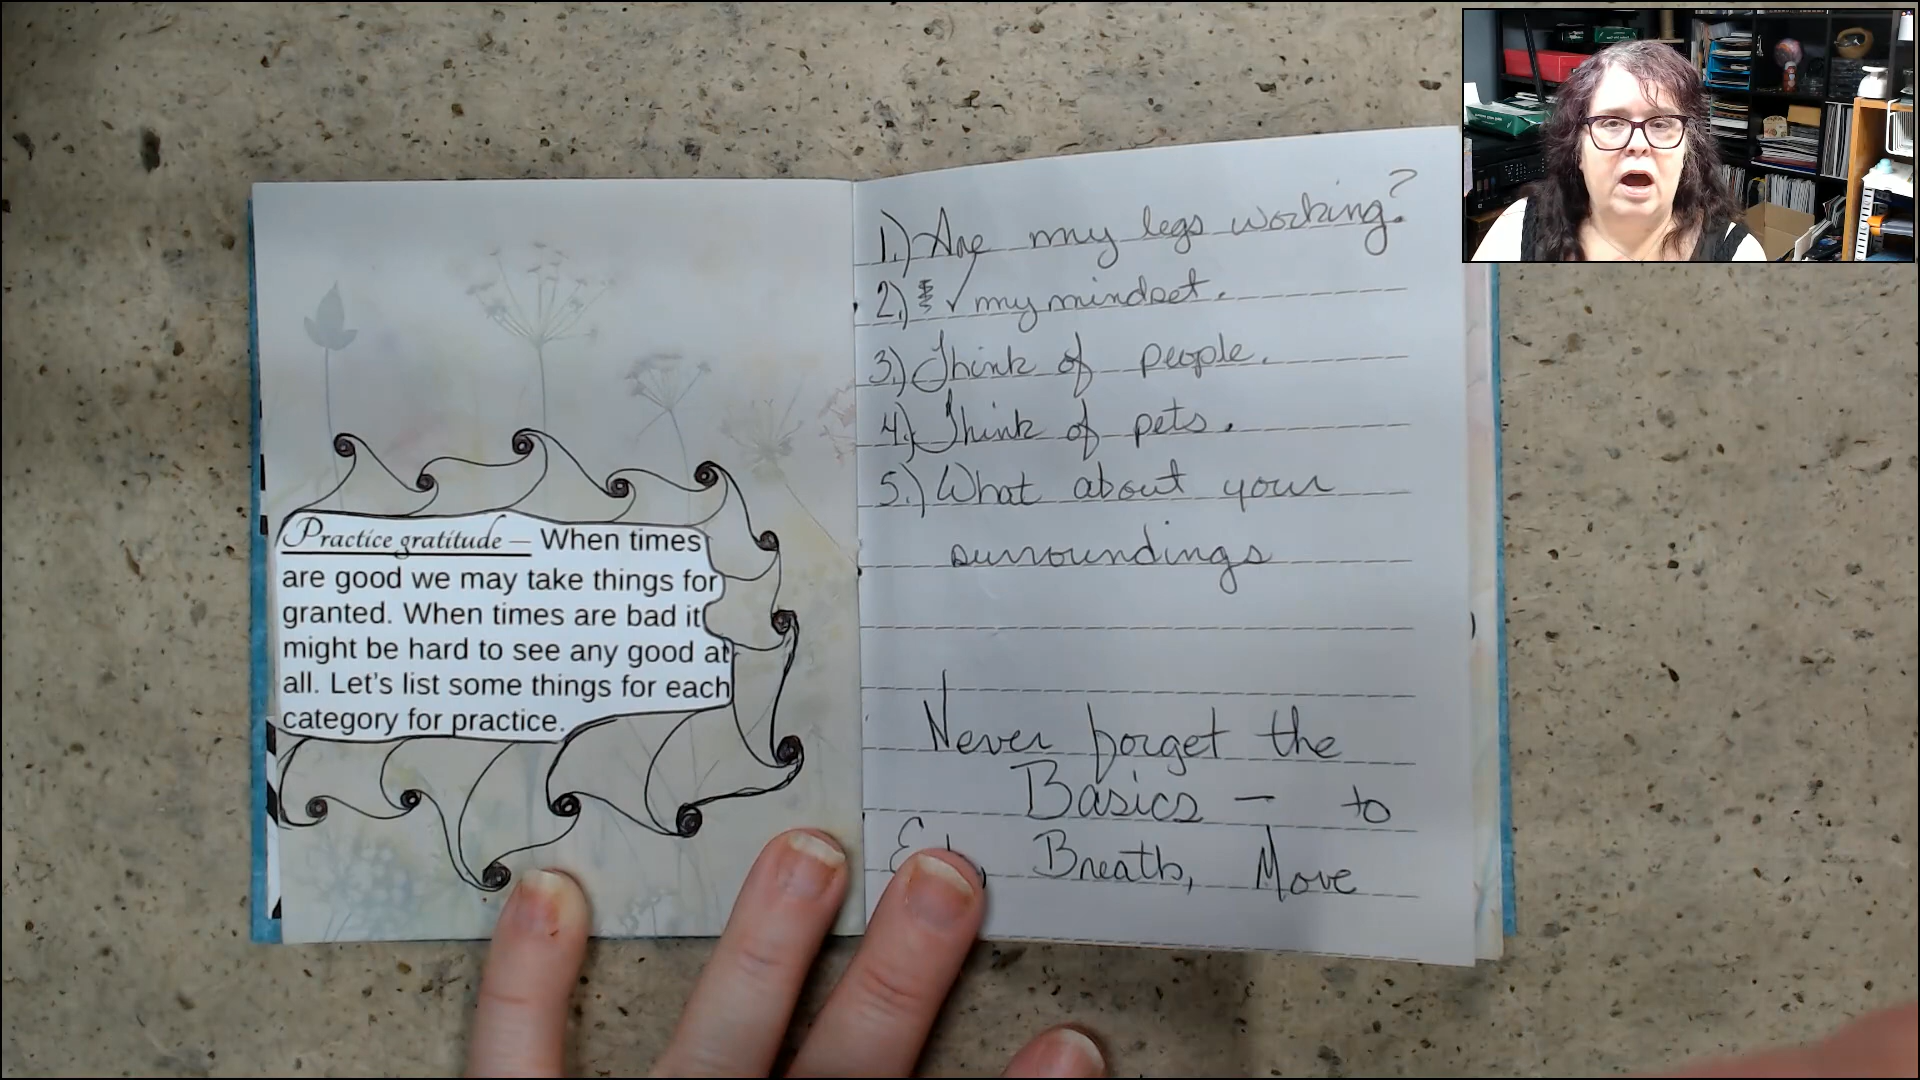 Practice gratitude — When times
are good we may take things for
granted. When times are bad it
might be hard to see any good at
all. Let's list some things for each
category for practice.
1.) Are my legs working?
2.) ✓ my mindset.
3.) Think of people.
4.) Think of pets.
5.) What about your
surroundings
Never forget the
Basics — to
Breath, Move